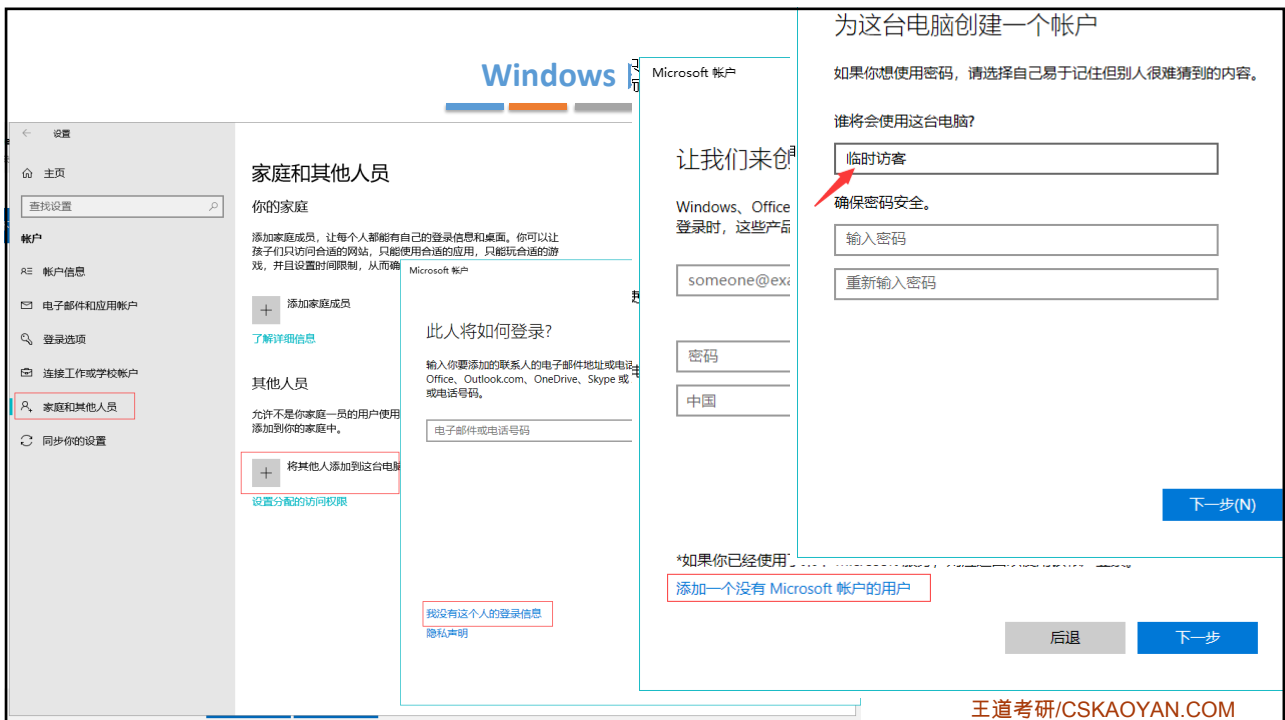 Windows
设置
主页
查找设置
帐户
帐户信息
电子邮件和应用帐户
登录选项
连接工作或学校帐户
家庭和其他人员
同步你的设置
家庭和其他人员
你的家庭
添加家庭成员，让每个人都能有自己的登录信息和桌面。你可以让
孩子们只访问合适的网站，只能使用合适的应用，只能玩合适的游
戏，并且设置时间限制，从而确
添加家庭成员
了解详细信息
其他人员
允许不是你家庭一员的用户使用
添加到你的家庭中。
将其他人添加到这台电脑
设置分配的访问权限
Microsoft 帐户
此人将如何登录?
输入你要添加的联系人的电子邮件地址或电话
Office、Outlook.com、OneDrive、Skype 或
或电话号码。
电子邮件或电话号码
我没有这个人的登录信息
隐私声明
Microsoft 帐户
让我们来创
Windows、Office
登录时，这些产品
someone@exa
密码
中国
*如果你已经使用
添加一个没有 Microsoft 帐户的用户
后退
下一步
为这台电脑创建一个帐户
如果你想使用密码，请选择自己易于记住但别人很难猜到的内容。
谁将会使用这台电脑?
临时访客
确保密码安全。
输入密码
重新输入密码
下一步(N)
王道考研/CSKAOYAN.COM